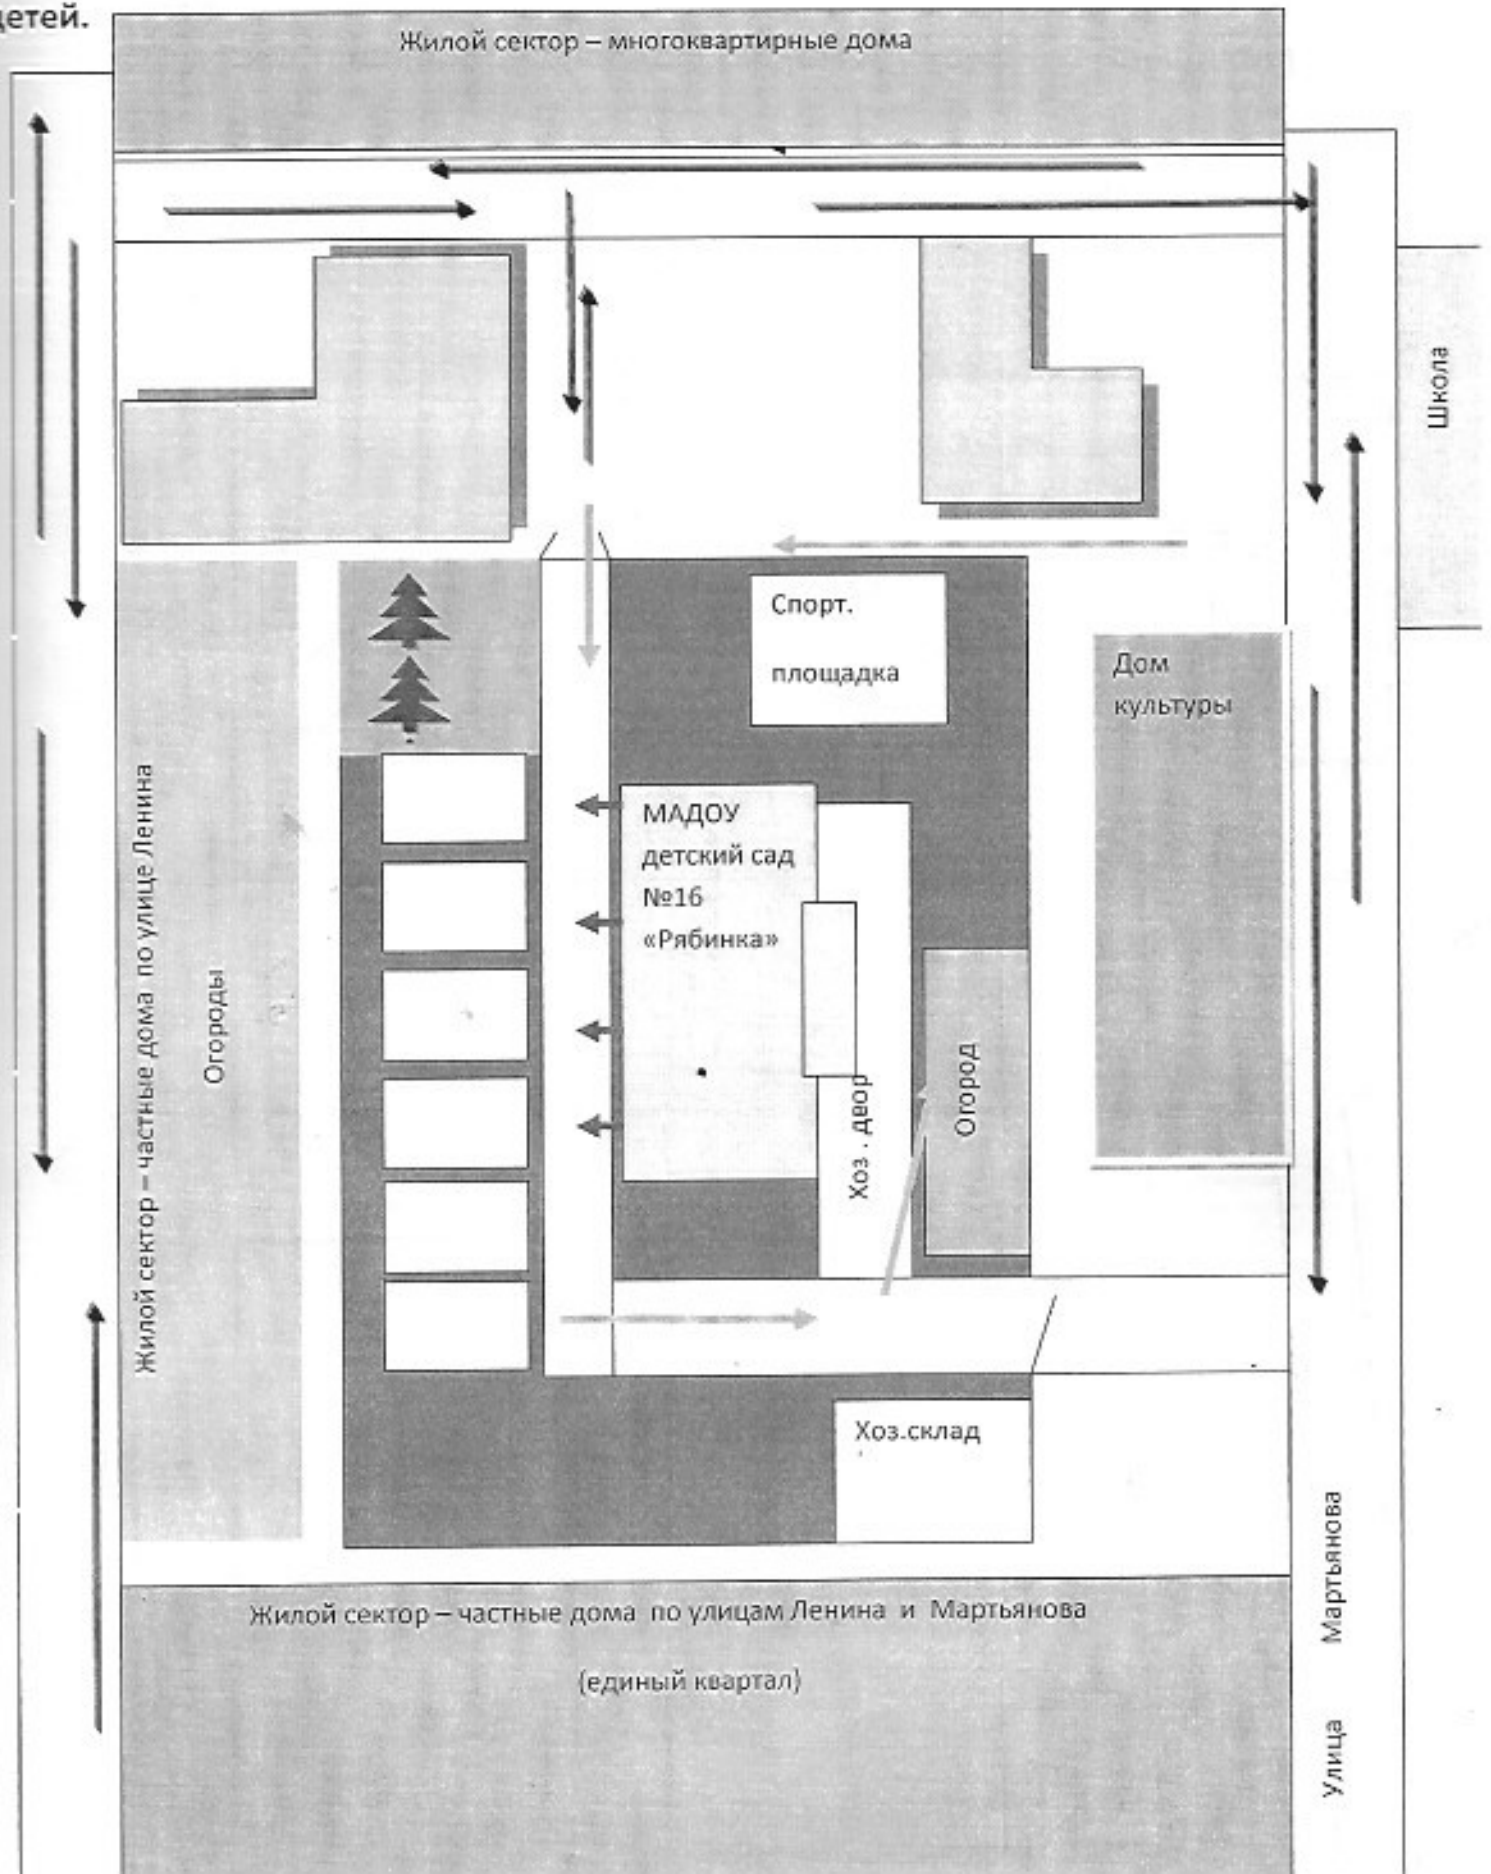 детей.
Жилой сектор – многоквартирные дома
Школа
Спорт.
площадка
Дом
культуры
МАДОУ
детский сад
№16
«Рябинка»
Жилой сектор – частные дома по улице Ленина
Огороды
Хоз . двор
Огород
Хоз.склад
Улица Мартьянова
Жилой сектор – частные дома по улицам Ленина и Мартьянова
(единый квартал)